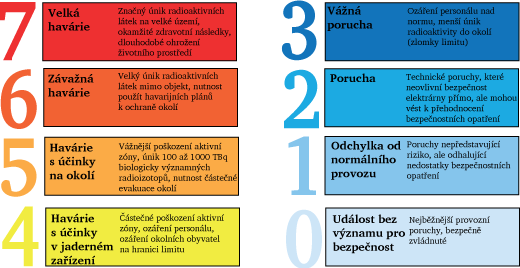 7
Velká
havárie
Značný únik radioaktivních
látek na velké území,
okamžité zdravotní následky,
dlouhodobé ohrožení
životního prostředí
6
Závažná
havárie
Velký únik radioaktivních
látek mimo objekt, nutnost
použít havarijních plánů
k ochraně okolí
5
Havárie
s účinky
na okolí
Vážnější poškození aktivní
zóny, únik 100 až 1000 TBq
biologicky významných
radioizotopů, nutnost částečné
evakuace okolí
4
Havárie
s účinky
v jaderném
zařízení
Částečné poškození aktivní
zóny, ozáření personálu,
ozáření okolních obyvatel
na hranici limitu
3
Vážná
porucha
Ozáření personálu nad
normu, menší únik
radioaktivity do okolí
(zlomky limitu)
2
Porucha
Technické poruchy, které
neovlivní bezpečnost
elektrárny přímo, ale mohou
vést k přehodnocení
bezpečnostních opatření
1
Odchylka od
normálního
provozu
Poruchy nepředstavující
riziko, ale odhalující
nedostatky bezpečnostních
opatření
0
Událost bez
významu pro
bezpečnost
Nejběžnější provozní
poruchy, bezpečně
zvládnuté